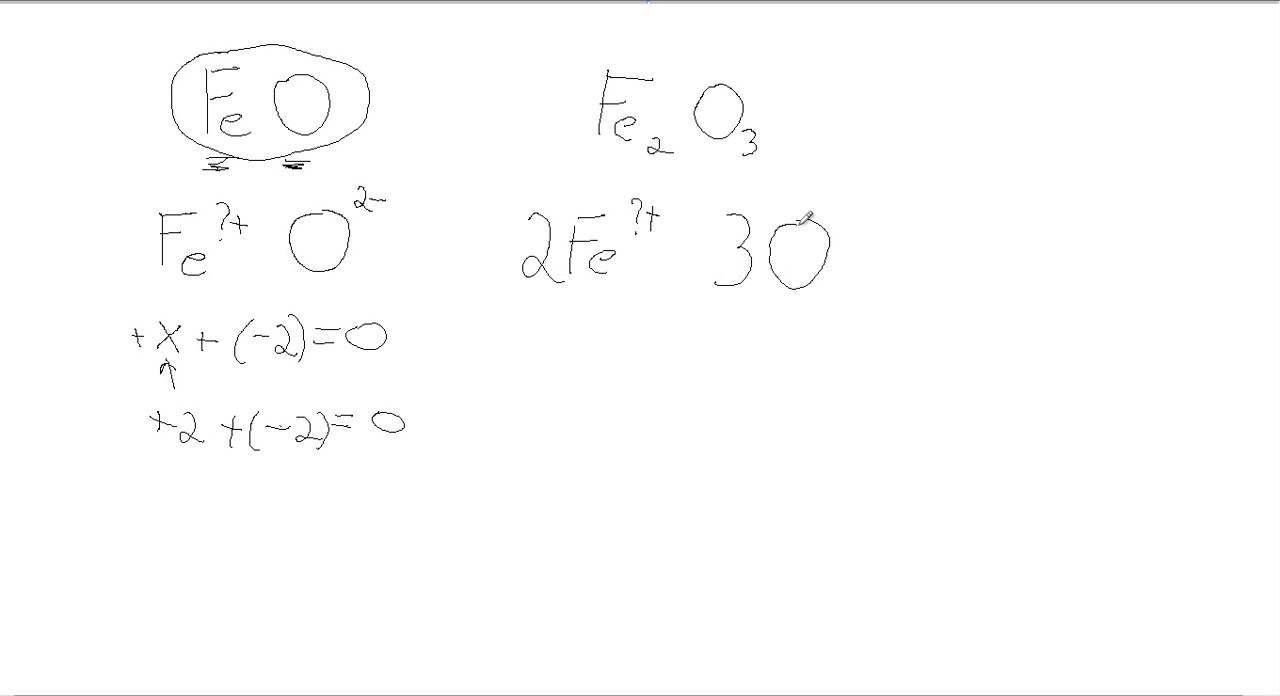 FeO
Fe₂O₃
Fe?+ O²⁻
2Fe?+ 3O
+x + (-2) = 0
+2 + (-2) = 0